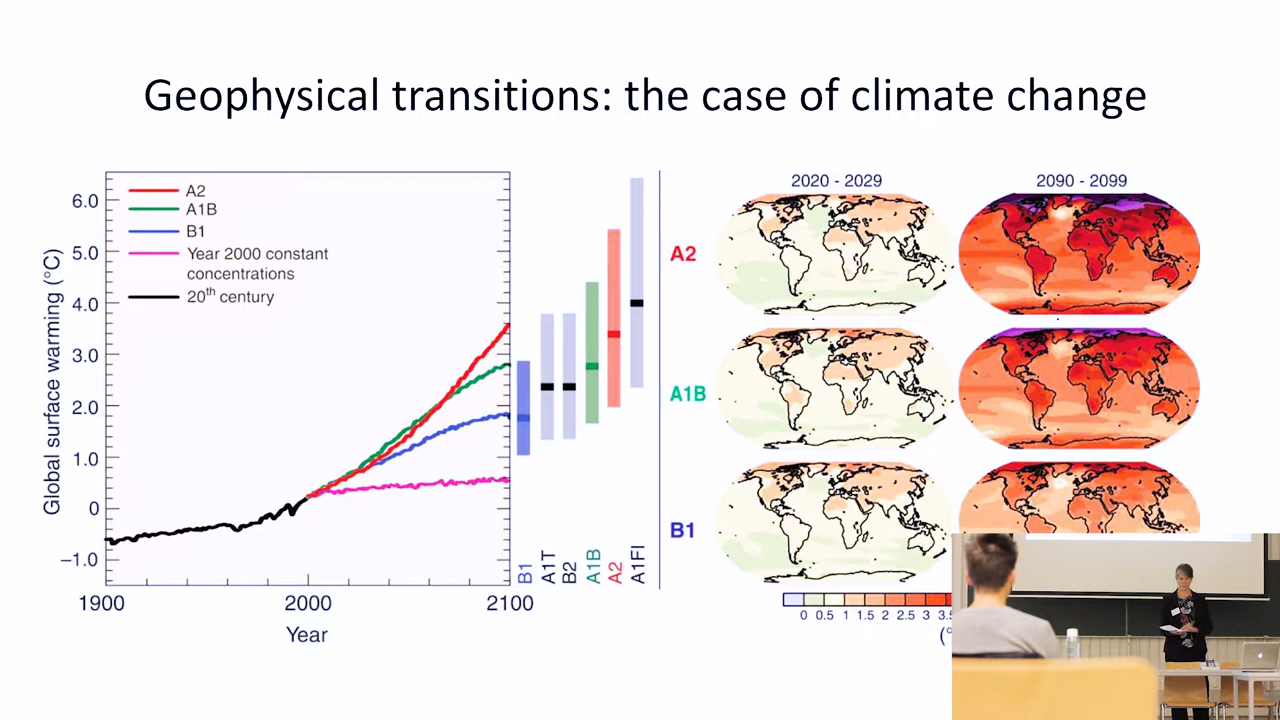 Geophysical transitions: the case of climate change
A2
A1B
B1
Year 2000 constant
concentrations
20th century
Global surface warming (°C)
6.0
5.0
4.0
3.0
2.0
1.0
0
−1.0
1900
2000
2100
Year
B1
A1T
B2
A1B
A2
A1FI
2020 - 2029
2090 - 2099
A2
A1B
B1
0 0.5 1 1.5 2 2.5 3 3.5
(°